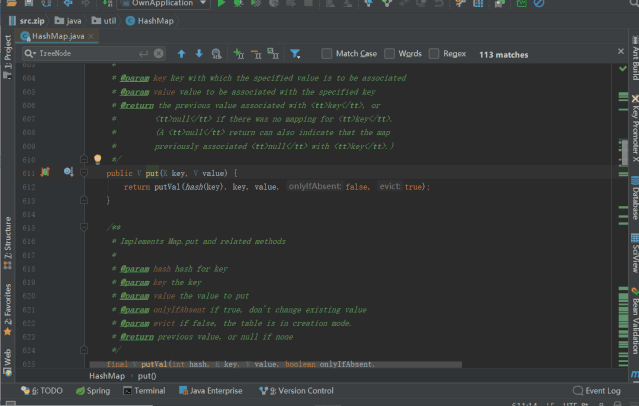 OwnApplication
src.zip java util HashMap
HashMap.java
TreeNode Match Case Words Regex 113 matches
603 *
604 * @param key key with which the specified value is to be associated
605 * @param value value to be associated with the specified key
606 * @return the previous value associated with <tt>key</tt>, or
607 * <tt>null</tt> if there was no mapping for <tt>key</tt>.
608 * (A <tt>null</tt> return can also indicate that the map
609 * previously associated <tt>null</tt> with <tt>key</tt>.)
610 */
611 public V put(K key, V value) {
612 return putVal(hash(key), key, value, onlyIfAbsent: false, evict: true);
613 }
614
615 /**
616 * Implements Map.put and related methods
617 *
618 * @param hash hash for key
619 * @param key the key
620 * @param value the value to put
621 * @param onlyIfAbsent if true, don't change existing value
622 * @param evict if false, the table is in creation mode.
623 * @return previous value, or null if none
624 */
625 final V putVal(int hash, K key, V value, boolean onlyIfAbsent,
HashMap put()
6: TODO Spring Terminal Java Enterprise 9: Version Control Event Log
611:14 LF UTF-8
1: Project
7: Structure
2: Favorites
Web
Ant Build
Key Promoter X
Database
SciView
Bean Validation